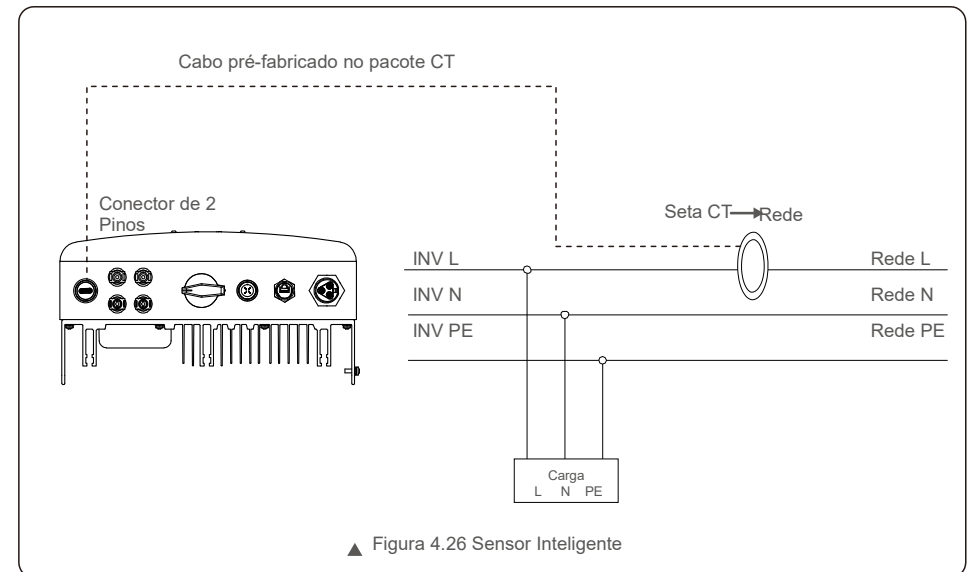 Cabo pré-fabricado no pacote CT
Conector de 2
Pinos
Seta CT Rede
INV L Rede L
INV N Rede N
INV PE Rede PE
Carga
L N PE
Figura 4.26 Sensor Inteligente